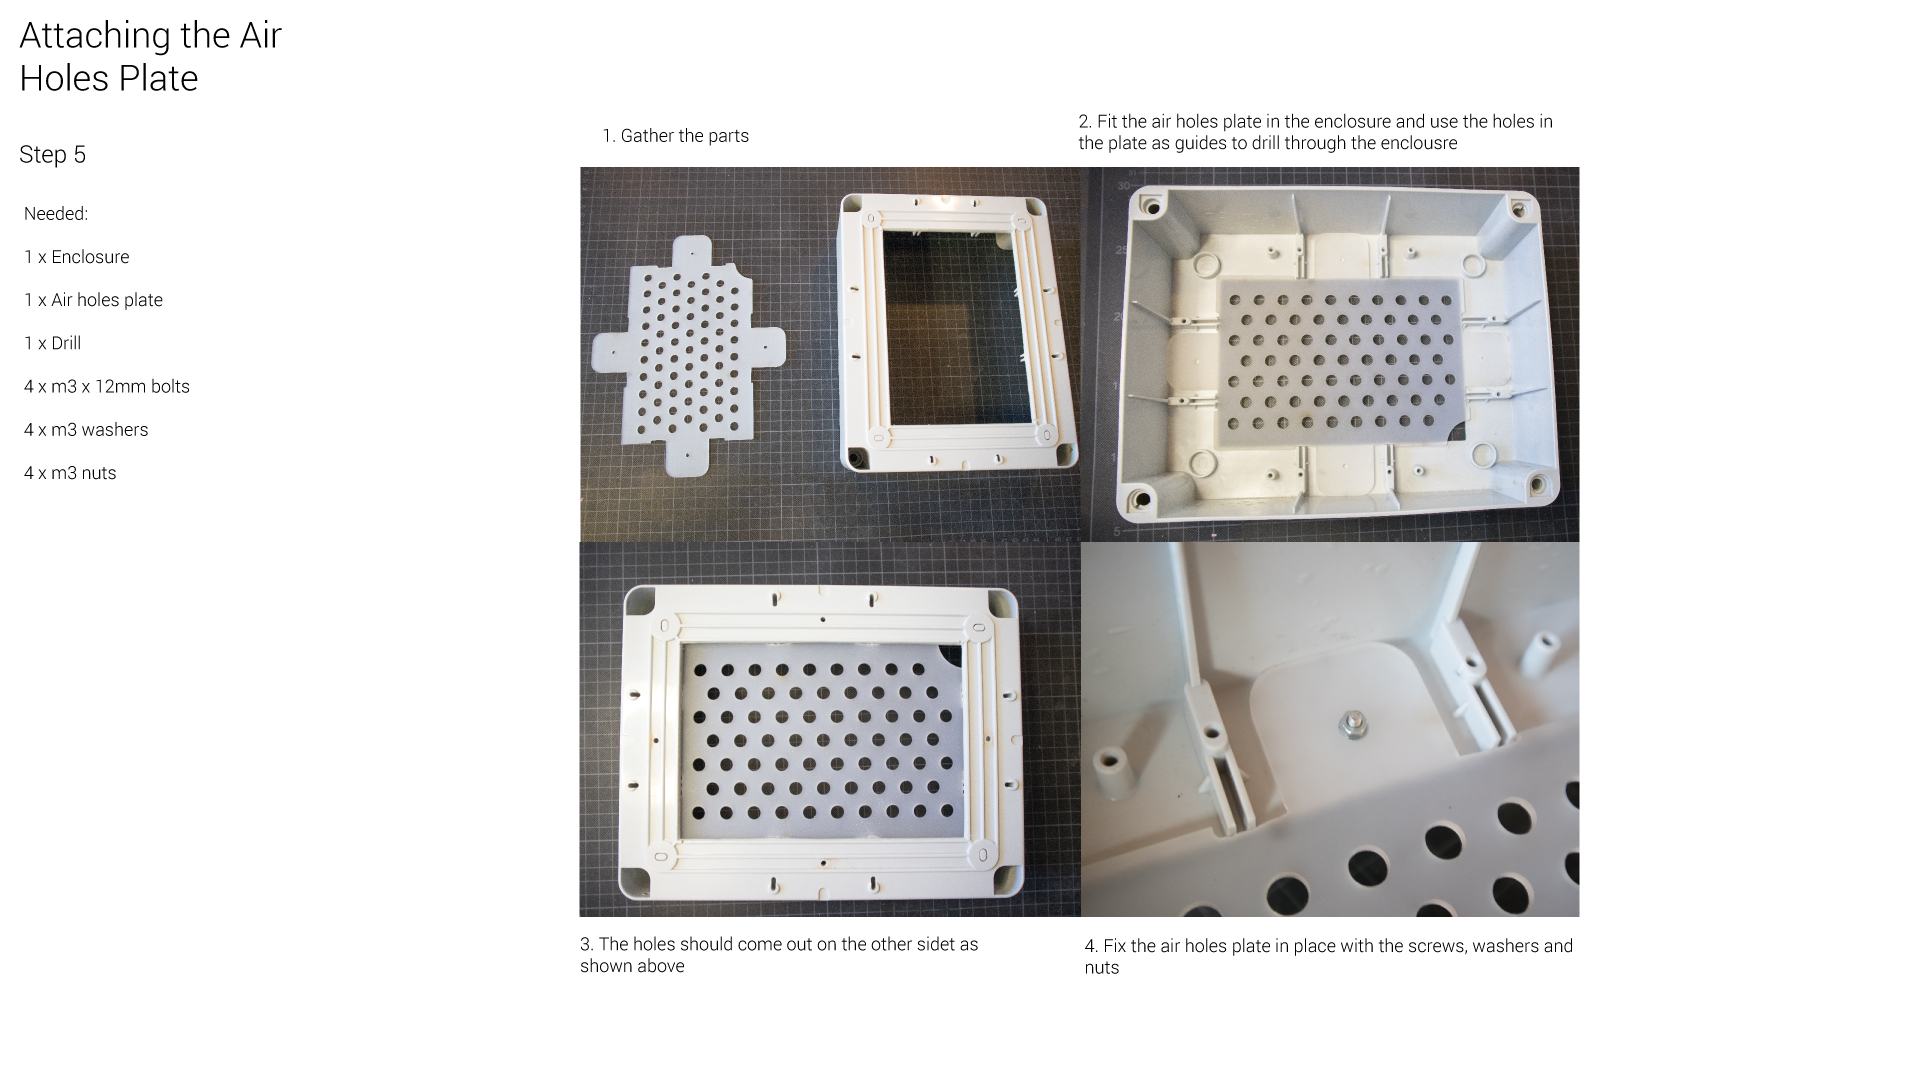 Attaching the Air
Holes Plate
Step 5
Needed:
1 x Enclosure
1 x Air holes plate
1 x Drill
4 x m3 x 12mm bolts
4 x m3 washers
4 x m3 nuts
1. Gather the parts
2. Fit the air holes plate in the enclosure and use the holes in
the plate as guides to drill through the enclousre
30
25
3. The holes should come out on the other sidet as
shown above
4. Fix the air holes plate in place with the screws, washers and
nuts